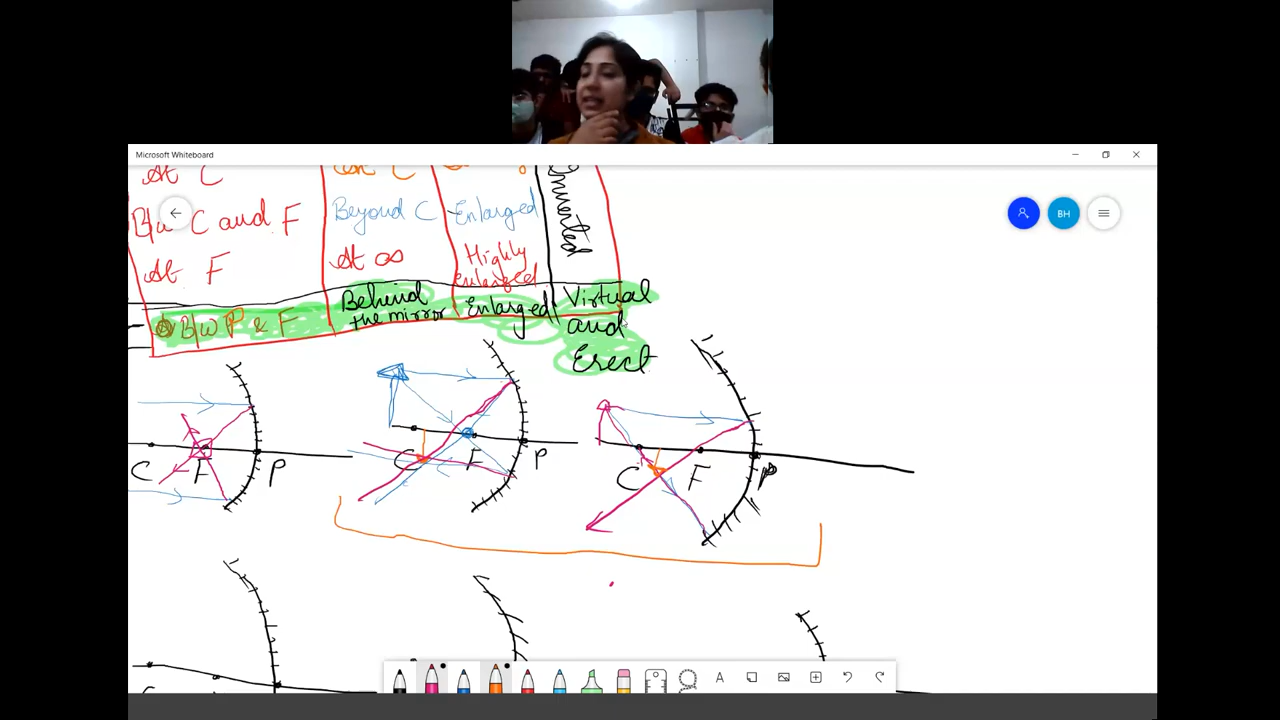 Microsoft Whiteboard
At C
At C
B/w C and F
Beyond C
Enlarged
Inverted
At F
At ∞
Highly
Enlarged
B/w P & F
Behind
the mirror
Enlarged
Virtual
and
Erect
BH
C F P
C F P
C F P
A